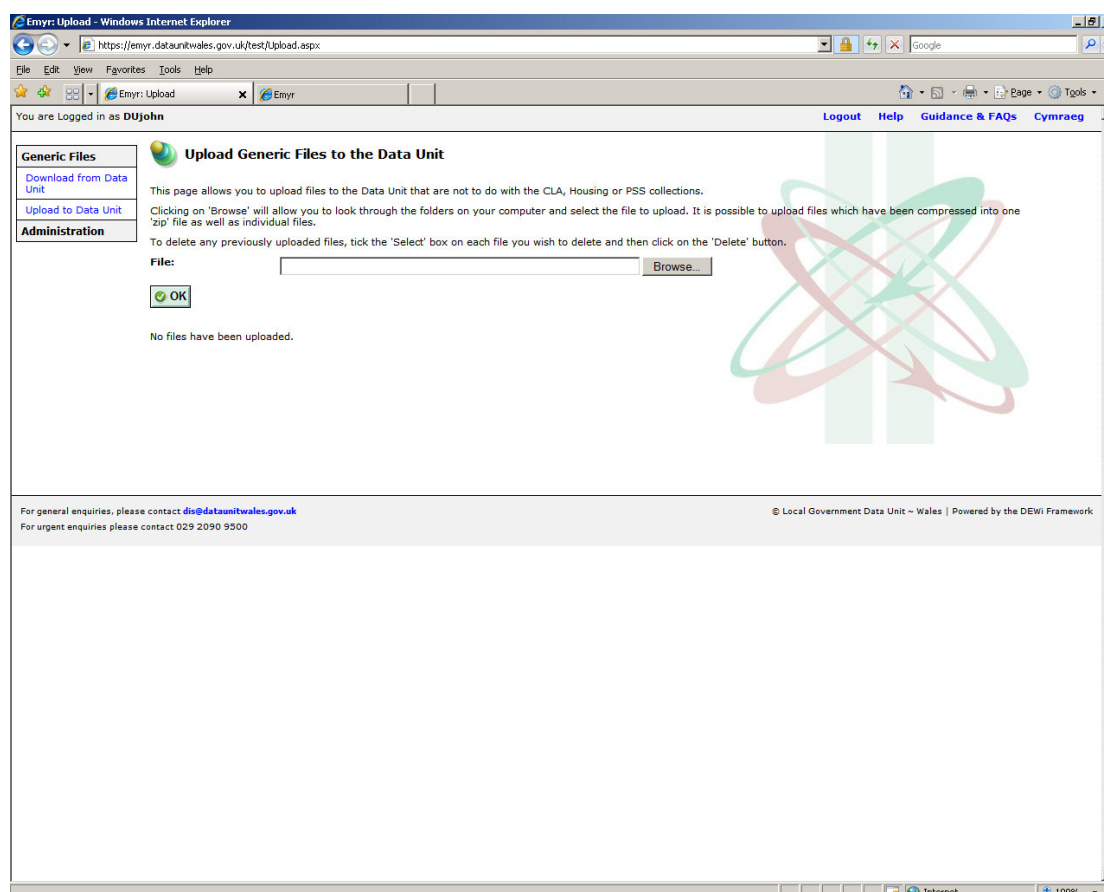 Emyr: Upload - Windows Internet Explorer
https://emyr.dataunitwales.gov.uk/test/Upload.aspx
Google
File Edit View Favorites Tools Help
Emyr: Upload
Emyr
Page
Tools
You are Logged in as DUjohn
Logout Help Guidance & FAQs Cymraeg
Generic Files
Download from Data
Unit
Upload to Data Unit
Administration
Upload Generic Files to the Data Unit
This page allows you to upload files to the Data Unit that are not to do with the CLA, Housing or PSS collections.
Clicking on 'Browse' will allow you to look through the folders on your computer and select the file to upload. It is possible to upload files which have been compressed into one
'zip' file as well as individual files.
To delete any previously uploaded files, tick the 'Select' box on each file you wish to delete and then click on the 'Delete' button.
File:
Browse...
OK
No files have been uploaded.
For general enquiries, please contact dis@dataunitwales.gov.uk
© Local Government Data Unit ~ Wales | Powered by the DEWi Framework
For urgent enquiries please contact 029 2090 9500
Internet
100%